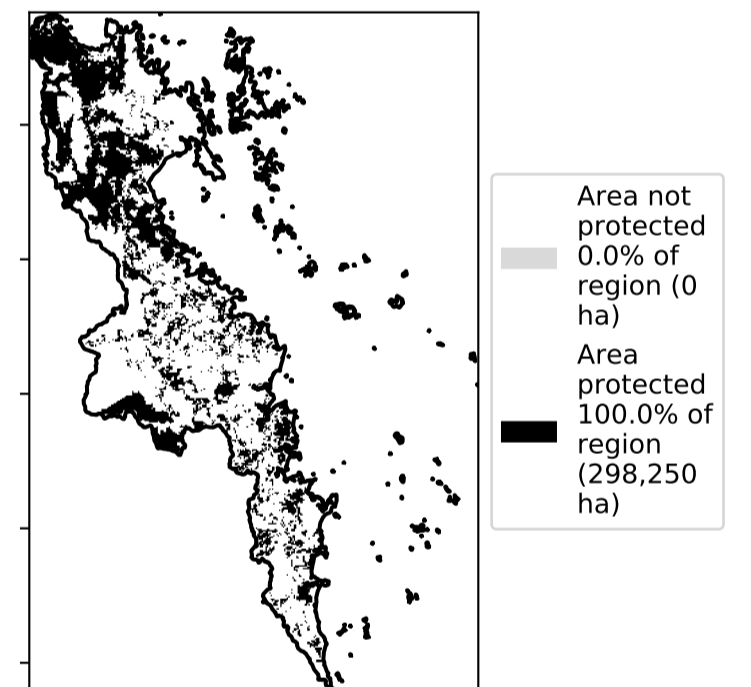 Area not
protected
0.0% of
region (0
ha)
Area
protected
100.0% of
region
(298,250
ha)